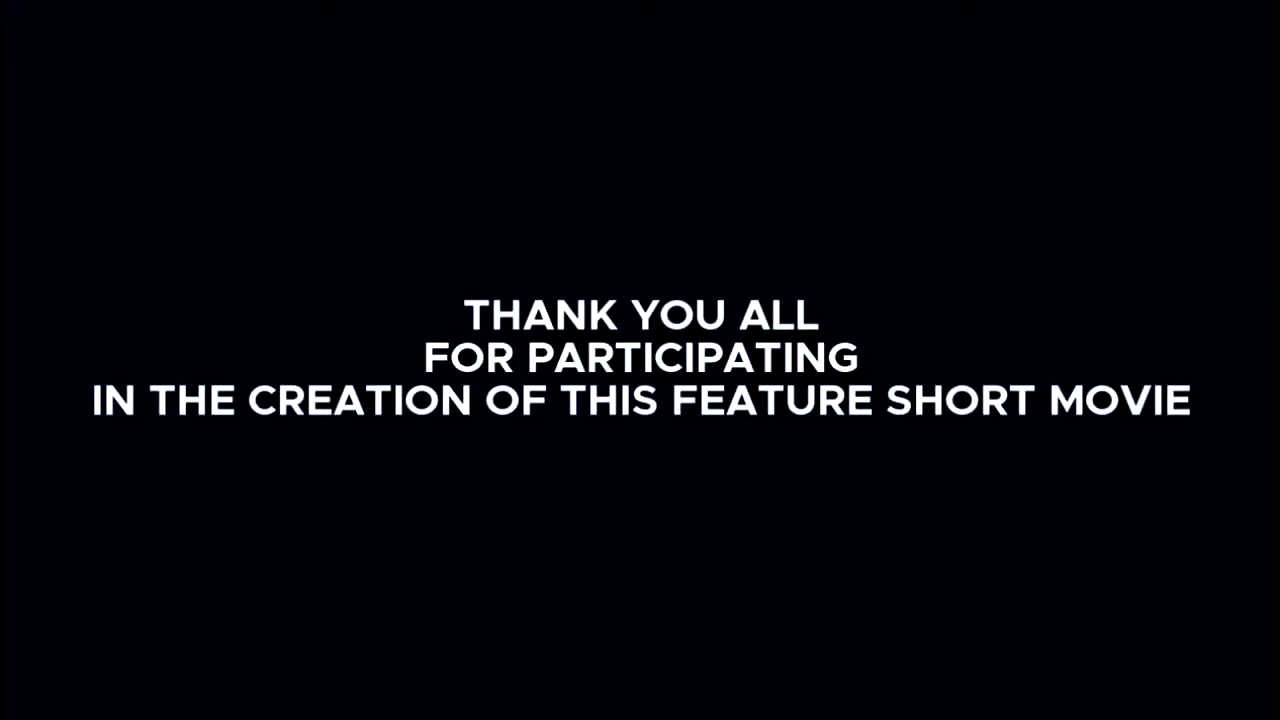 THANK YOU ALL
FOR PARTICIPATING
IN THE CREATION OF THIS FEATURE SHORT MOVIE